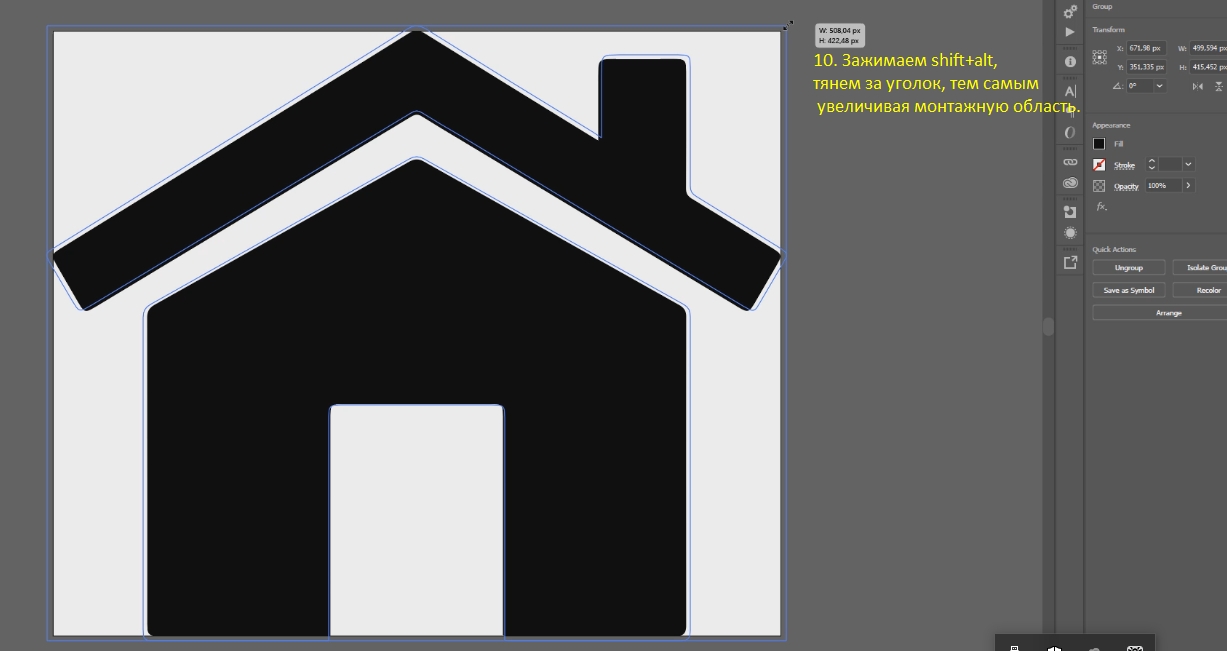 Group
Transform
W: 508,04 px
H: 422,48 px
X: 671,98 px W: 499,594 px
Y: 351,335 px H: 415,452 px
0°
10. Зажимаем shift+alt,
тянем за уголок, тем самым
увеличивая монтажную область.
Appearance
Fill
Stroke
Opacity 100%
fx.
Quick Actions
Ungroup Isolate Grou
Save as Symbol Recolor
Arrange